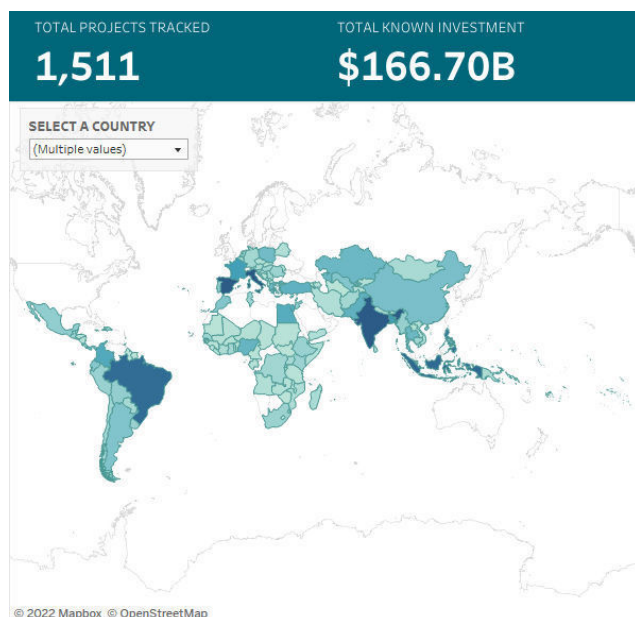 TOTAL PROJECTS TRACKED
1,511
TOTAL KNOWN INVESTMENT
$166.70B
SELECT A COUNTRY
(Multiple values)
© 2022 Mapbox © OpenStreetMap